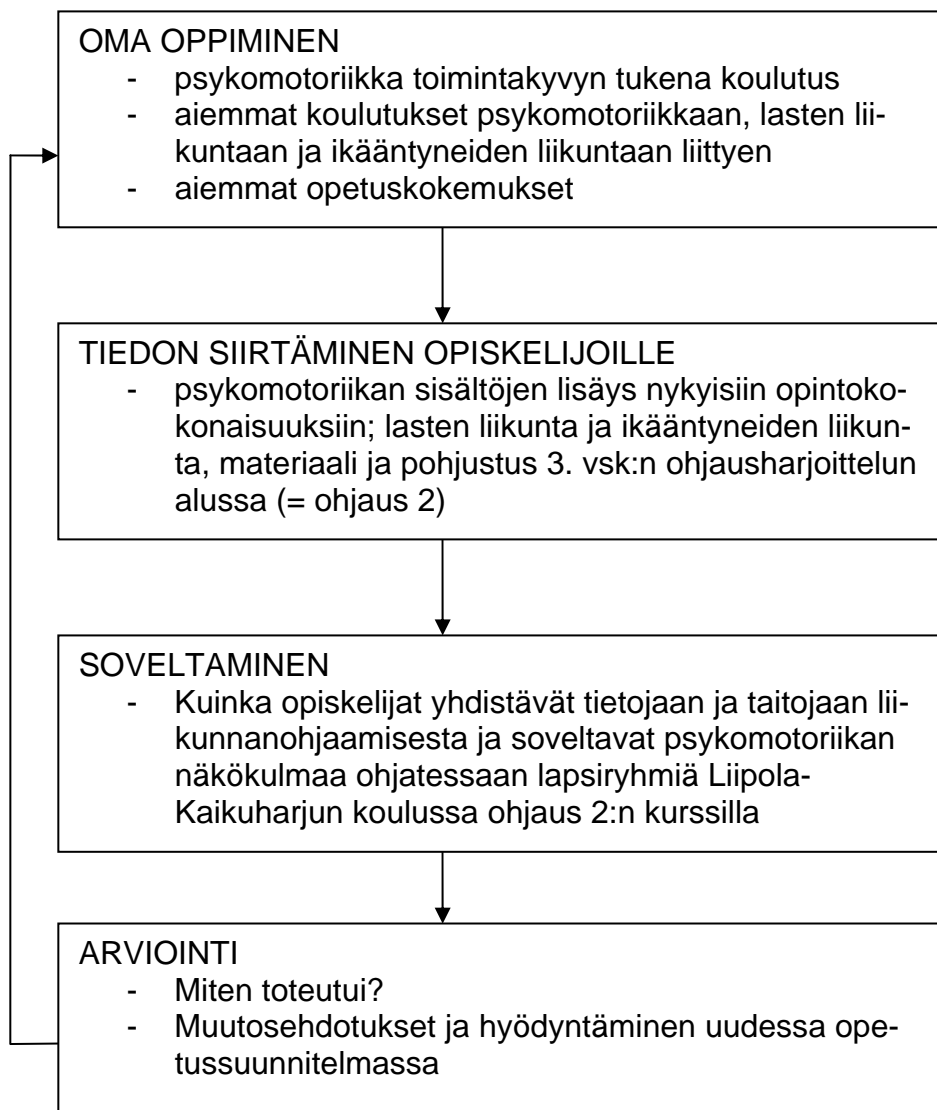 OMA OPPIMINEN
- psykomotoriikka toimintakyvyn tukena koulutus
- aiemmat koulutukset psykomotoriikkaan, lasten lii-
kuntaan ja ikääntyneiden liikuntaan liittyen
- aiemmat opetuskokemukset
TIEDON SIIRTÄMINEN OPISKELIJOILLE
- psykomotoriikan sisältöjen lisäys nykyisiin opintoko-
konaisuuksiin; lasten liikunta ja ikääntyneiden liikun-
ta, materiaali ja pohjustus 3. vsk:n ohjausharjoittelun
alussa (= ohjaus 2)
SOVELTAMINEN
- Kuinka opiskelijat yhdistävät tietojaan ja taitojaan lii-
kunnanohjaamisesta ja soveltavat psykomotoriikan
näkökulmaa ohjatessaan lapsiryhmiä Liipola-
Kaikuharjun koulussa ohjaus 2:n kurssilla
ARVIOINTI
- Miten toteutui?
- Muutosehdotukset ja hyödyntäminen uudessa ope-
tussuunnitelmassa